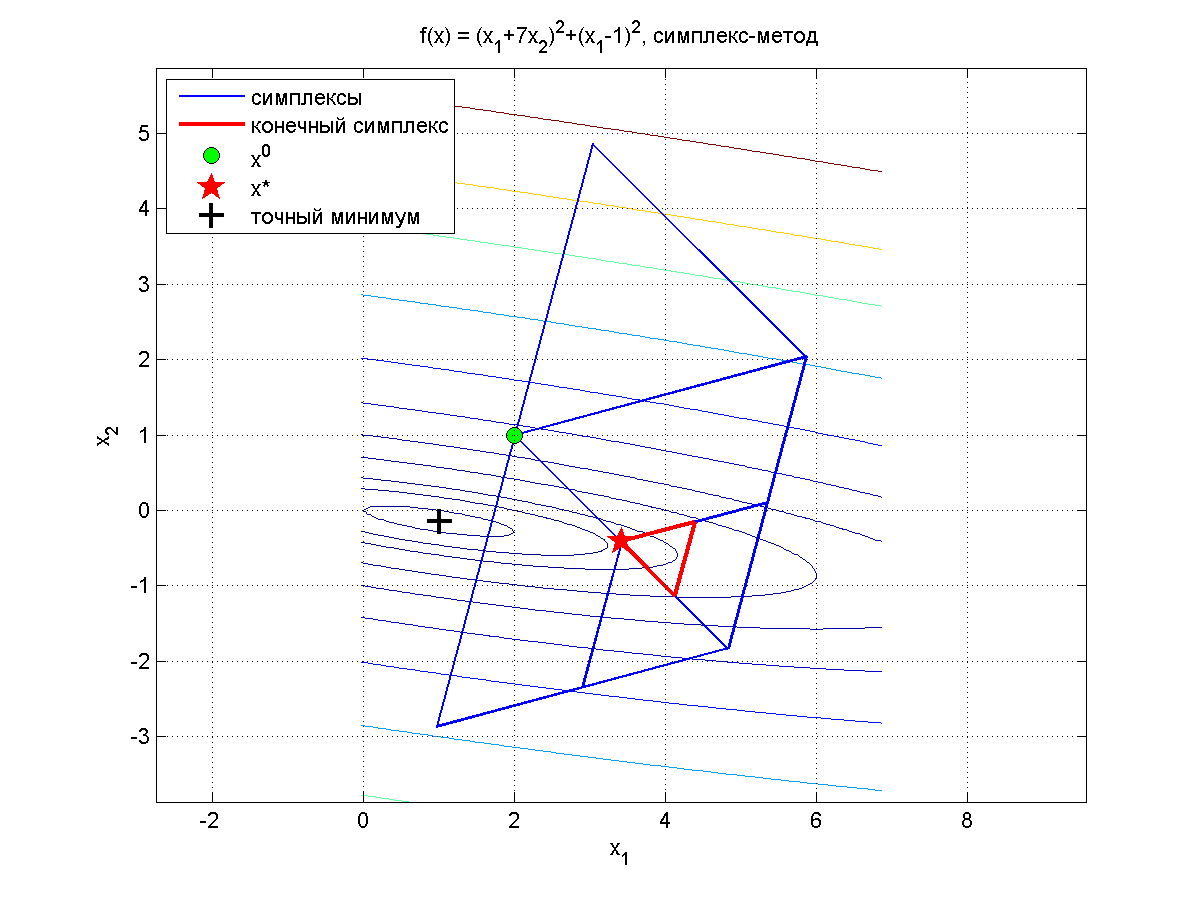 f(x) = (x₁+7x₂)²+(x₁-1)², симплекс-метод
симплексы
конечный симплекс
x⁰
x*
точный минимум
5
4
3
2
1
0
-1
-2
-3
x₂
-2 0 2 4 6 8
x₁